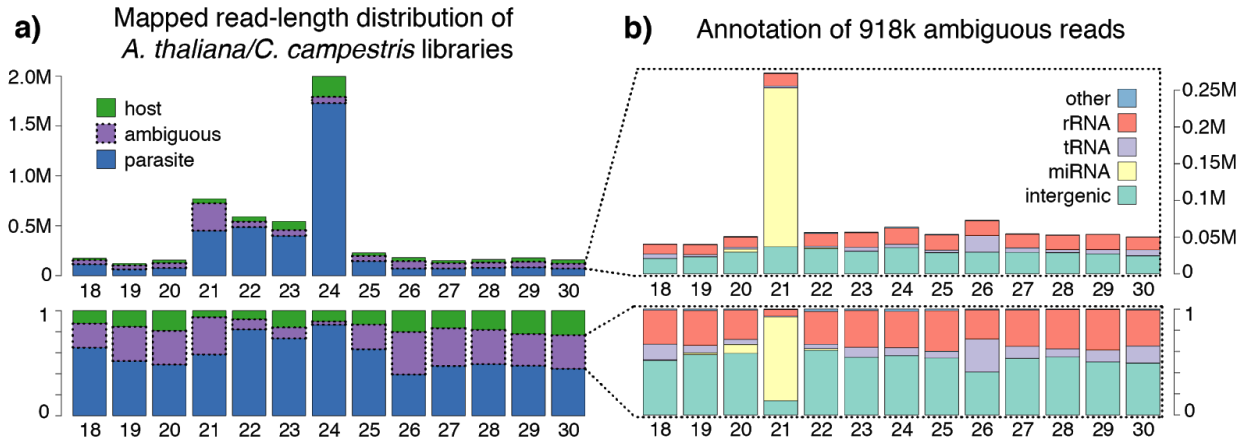 a)
Mapped read-length distribution of
A. thaliana/C. campestris libraries
2.0M
1.5M
1.0M
0.5M
0
host
ambiguous
parasite
18 19 20 21 22 23 24 25 26 27 28 29 30
1
0
18 19 20 21 22 23 24 25 26 27 28 29 30
b)
Annotation of 918k ambiguous reads
other
rRNA
tRNA
miRNA
intergenic
0.25M
0.2M
0.15M
0.1M
0.05M
0
18 19 20 21 22 23 24 25 26 27 28 29 30
1
0
18 19 20 21 22 23 24 25 26 27 28 29 30